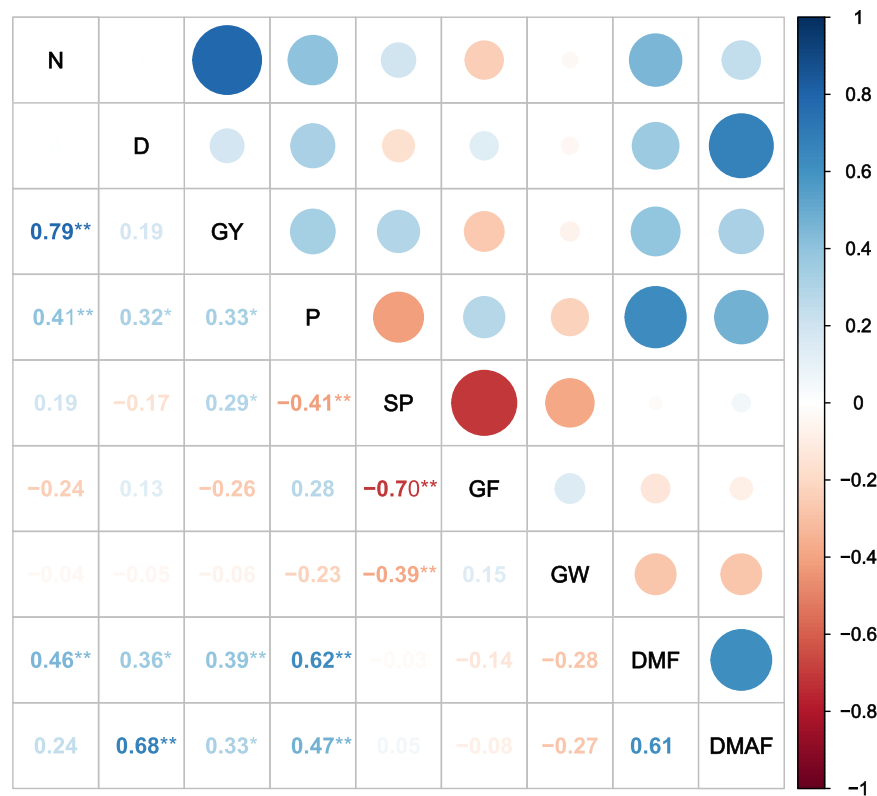 N
D
0.79** 0.19 GY
0.41** 0.32* 0.33* P
0.19 −0.17 0.29* −0.41** SP
−0.24 0.13 −0.26 0.28 −0.70** GF
−0.04 −0.05 −0.06 −0.23 −0.39** 0.15 GW
0.46** 0.36* 0.39** 0.62** −0.03 −0.14 −0.28 DMF
0.24 0.68** 0.33* 0.47** 0.05 −0.08 −0.27 0.61 DMAF
1
0.8
0.6
0.4
0.2
0
−0.2
−0.4
−0.6
−0.8
−1